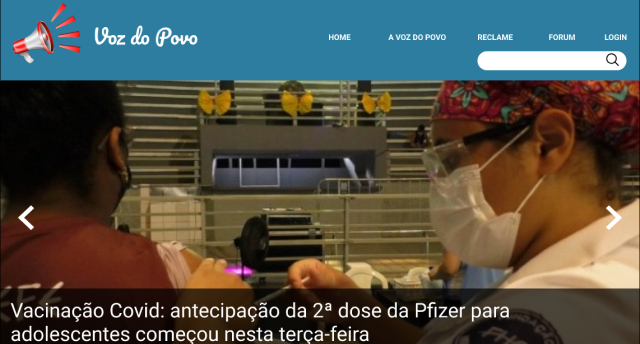 Voz do Povo
HOME A VOZ DO POVO RECLAME FORUM LOGIN
Vacinação Covid: antecipação da 2ª dose da Pfizer para
adolescentes começou nesta terça-feira